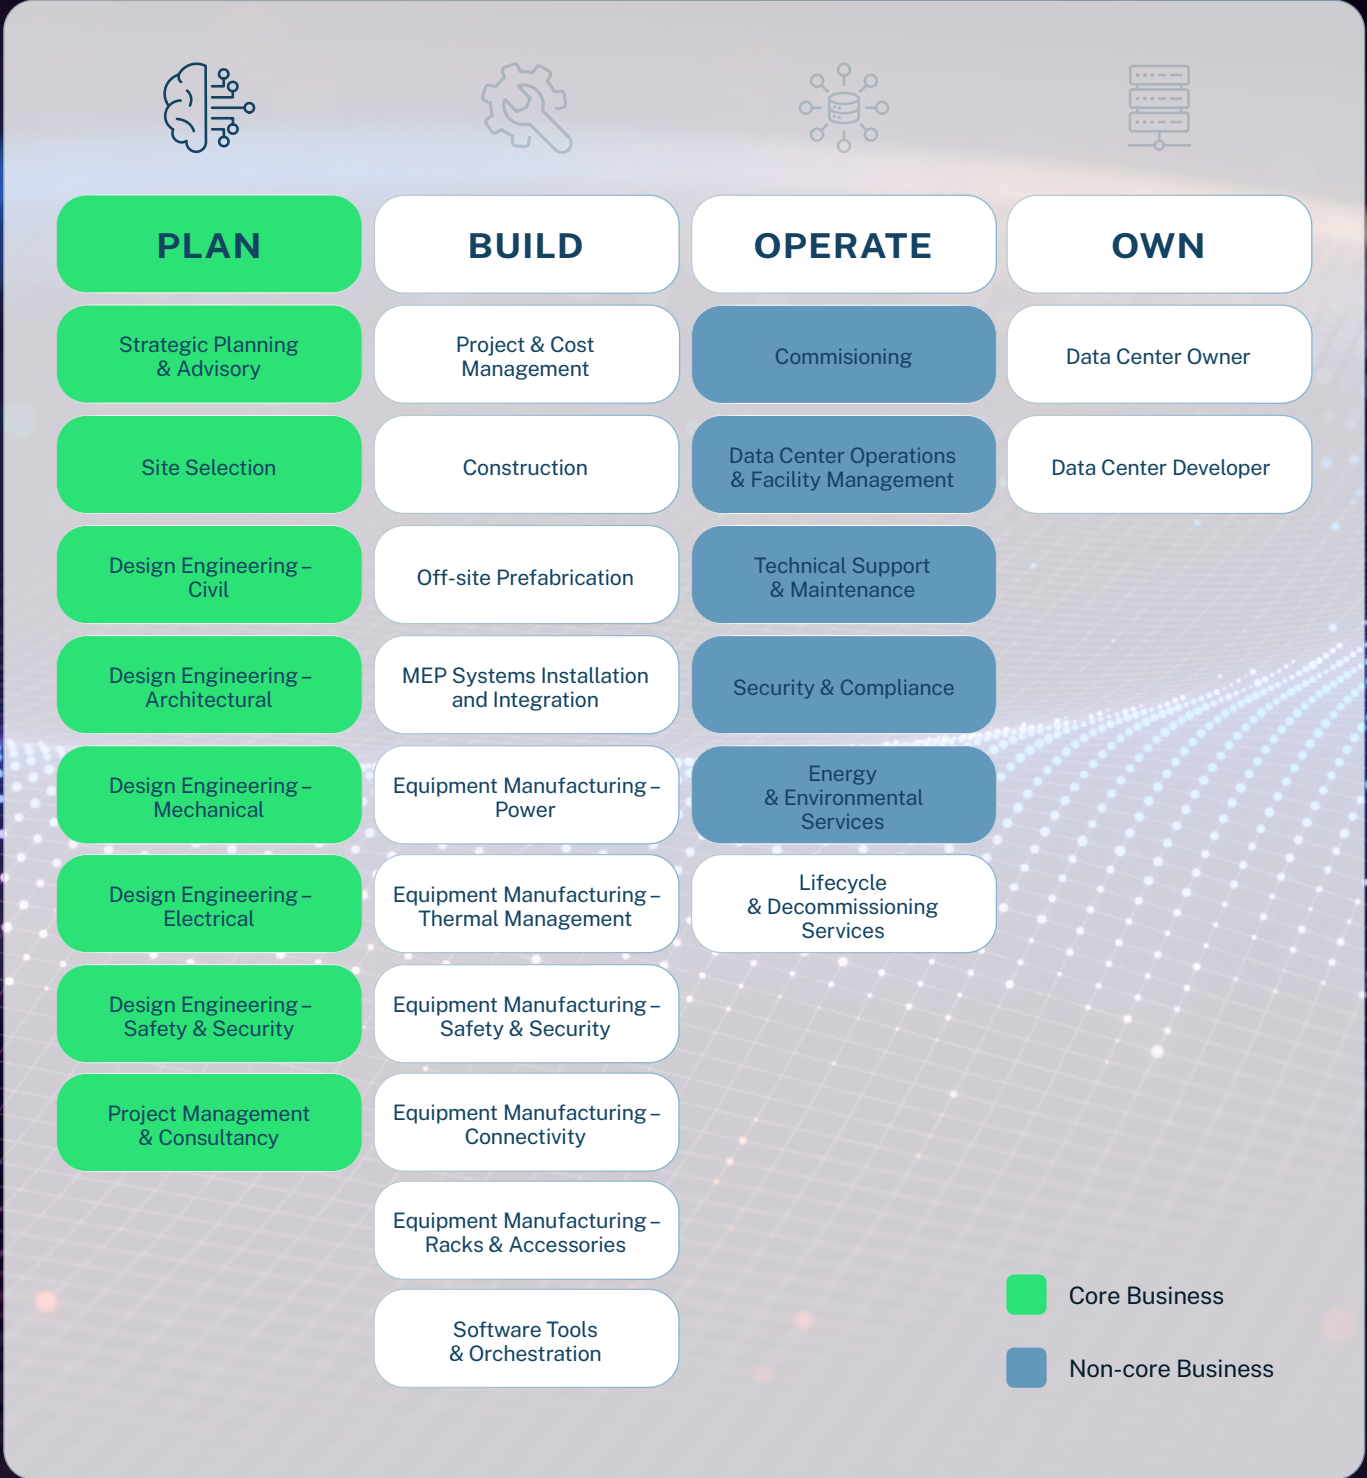 PLAN
Strategic Planning
& Advisory
Site Selection
Design Engineering –
Civil
Design Engineering –
Architectural
Design Engineering –
Mechanical
Design Engineering –
Electrical
Design Engineering –
Safety & Security
Project Management
& Consultancy
BUILD
Project & Cost
Management
Construction
Off-site Prefabrication
MEP Systems Installation
and Integration
Equipment Manufacturing –
Power
Equipment Manufacturing –
Thermal Management
Equipment Manufacturing –
Safety & Security
Equipment Manufacturing –
Connectivity
Equipment Manufacturing –
Racks & Accessories
Software Tools
& Orchestration
OPERATE
Commisioning
Data Center Operations
& Facility Management
Technical Support
& Maintenance
Security & Compliance
Energy
& Environmental
Services
Lifecycle
& Decommissioning
Services
OWN
Data Center Owner
Data Center Developer
Core Business
Non-core Business